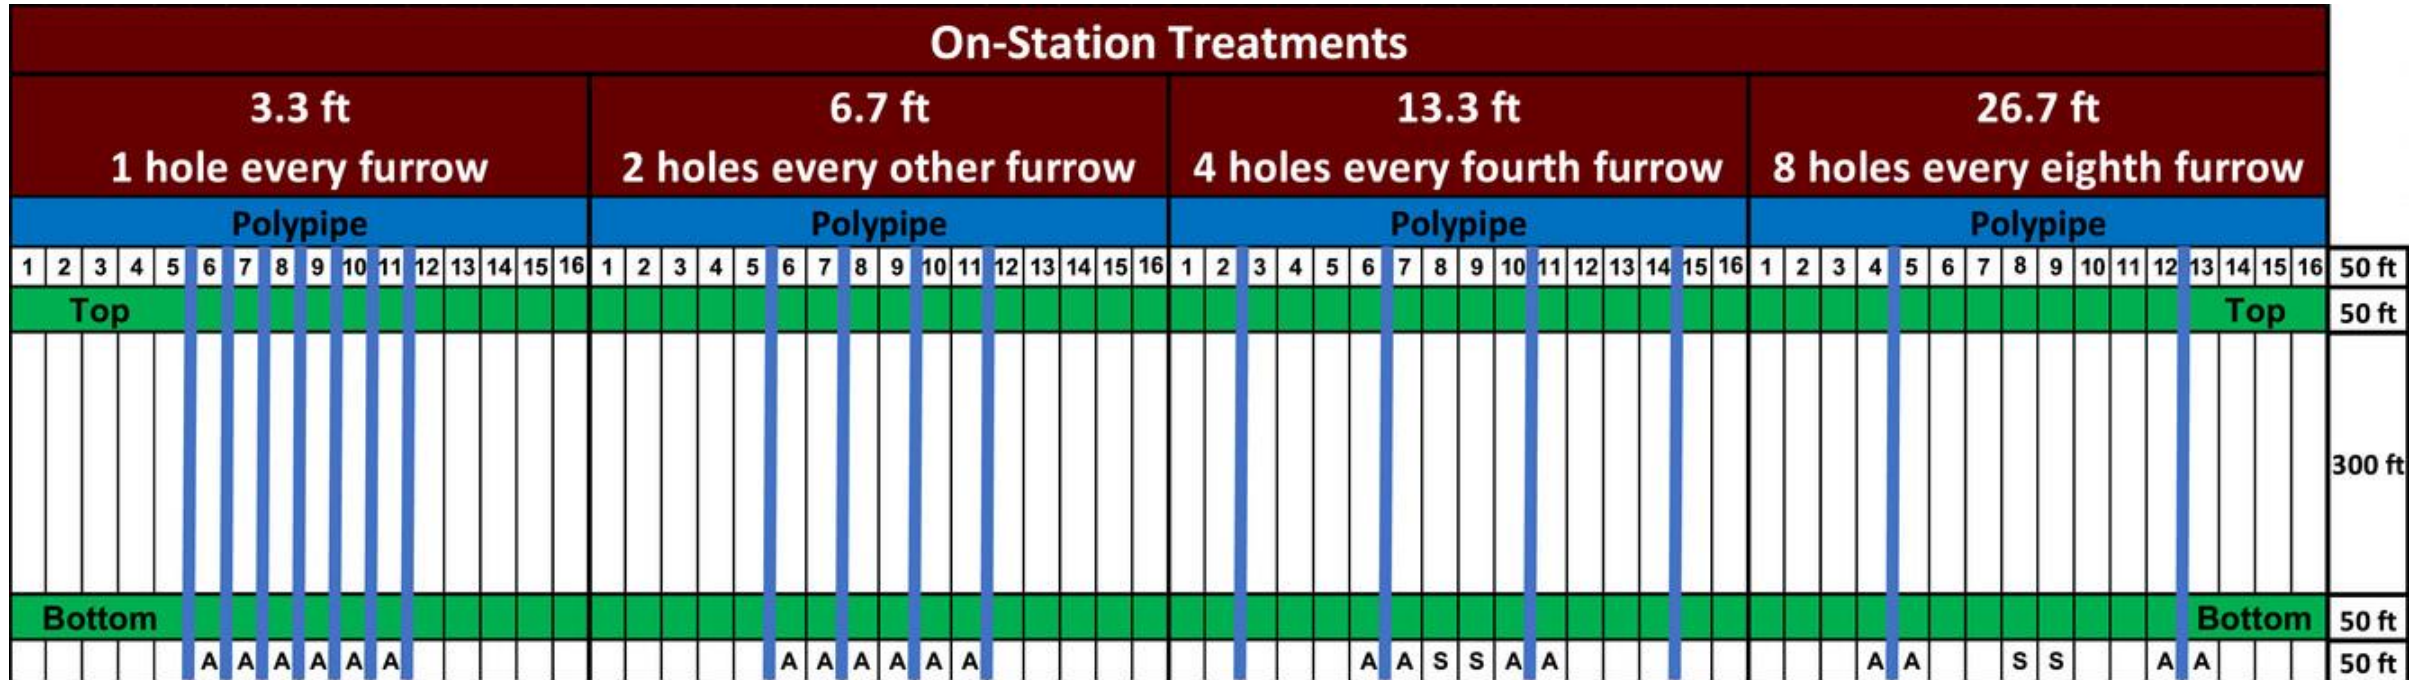 On-Station Treatments
3.3 ft 6.7 ft 13.3 ft 26.7 ft
1 hole every furrow 2 holes every other furrow 4 holes every fourth furrow 8 holes every eighth furrow
Polypipe Polypipe Polypipe Polypipe
1 2 3 4 5 6 7 8 9 10 11 12 13 14 15 16 1 2 3 4 5 6 7 8 9 10 11 12 13 14 15 16 1 2 3 4 5 6 7 8 9 10 11 12 13 14 15 16 1 2 3 4 5 6 7 8 9 10 11 12 13 14 15 16 50 ft
Top Top 50 ft
300 ft
Bottom Bottom 50 ft
A A A A A A A A A A A A A A S S A A A A S S A A 50 ft